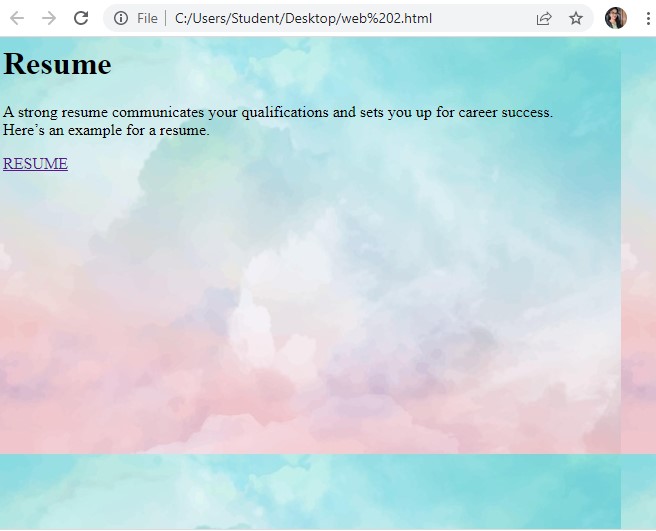 File
C:/Users/Student/Desktop/web%202.html
Resume
A strong resume communicates your qualifications and sets you up for career success.
Here’s an example for a resume.
RESUME